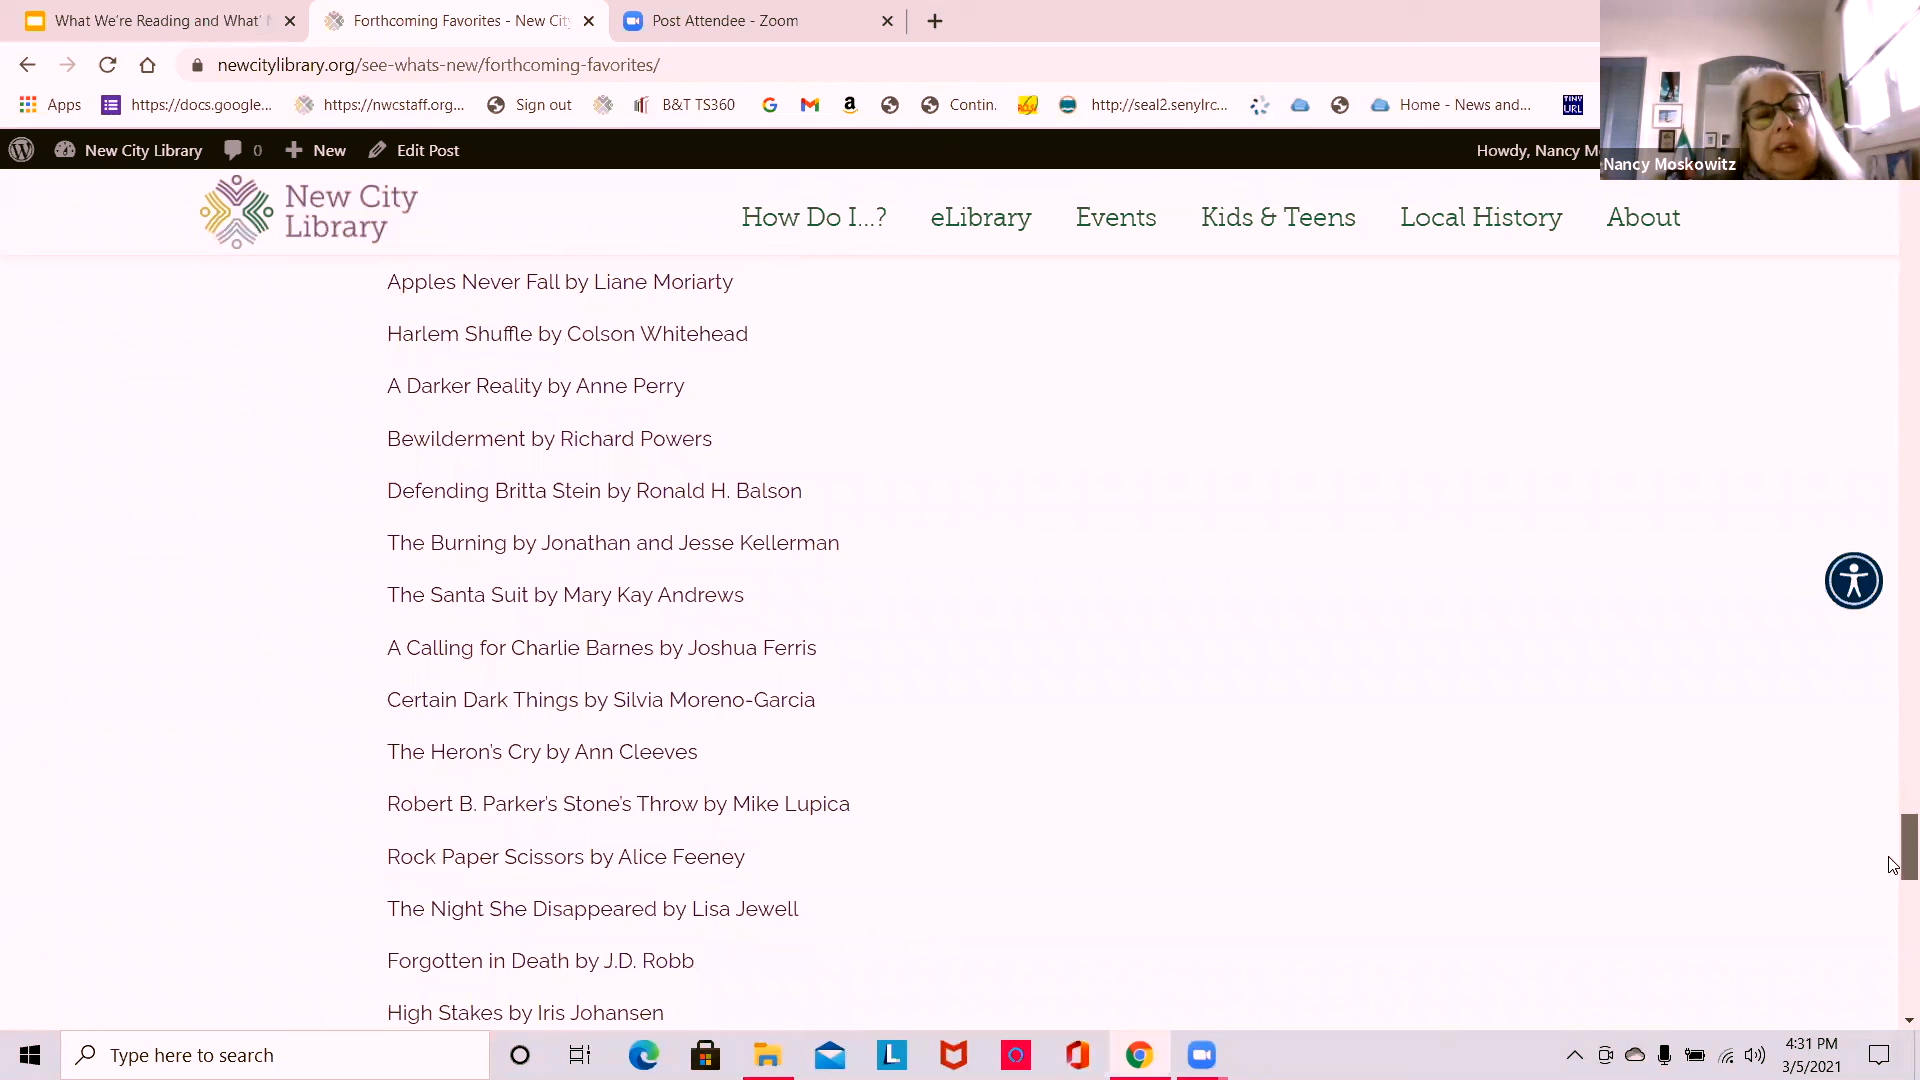 What We're Reading and What'
Forthcoming Favorites - New Cit
Post Attendee - Zoom
newcitylibrary.org/see-whats-new/forthcoming-favorites/
Apps
https://docs.google...
https://nwcstaff.org...
Sign out
B&T TS360
Contin.
http://seal2.senylrc...
Home - News and...
TINY
URL
New City Library
0
New
Edit Post
Howdy, Nancy M
Nancy Moskowitz
New City
Library
How Do I...?
eLibrary
Events
Kids & Teens
Local History
About
Apples Never Fall by Liane Moriarty
Harlem Shuffle by Colson Whitehead
A Darker Reality by Anne Perry
Bewilderment by Richard Powers
Defending Britta Stein by Ronald H. Balson
The Burning by Jonathan and Jesse Kellerman
The Santa Suit by Mary Kay Andrews
A Calling for Charlie Barnes by Joshua Ferris
Certain Dark Things by Silvia Moreno-Garcia
The Heron's Cry by Ann Cleeves
Robert B. Parker's Stone's Throw by Mike Lupica
Rock Paper Scissors by Alice Feeney
The Night She Disappeared by Lisa Jewell
Forgotten in Death by J.D. Robb
High Stakes by Iris Johansen
Type here to search
4:31 PM
3/5/2021